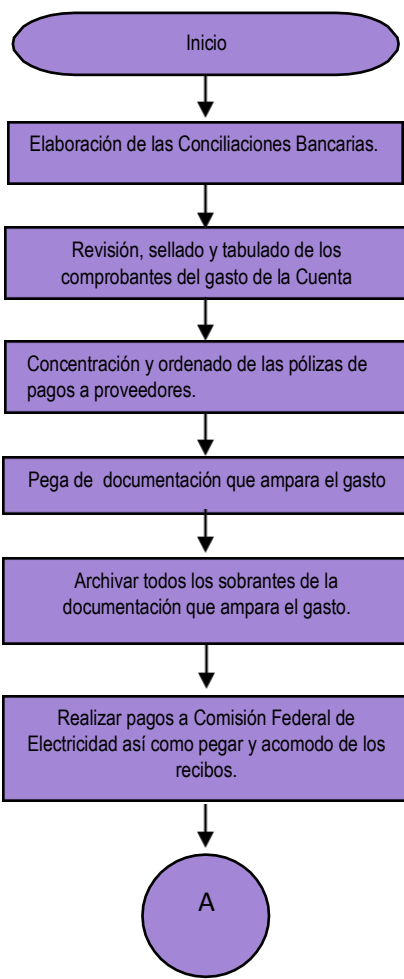 Inicio
Elaboración de las Conciliaciones Bancarias.
Revisión, sellado y tabulado de los
comprobantes del gasto de la Cuenta
Concentración y ordenado de las pólizas de
pagos a proveedores.
Pega de documentación que ampara el gasto
Archivar todos los sobrantes de la
documentación que ampara el gasto.
Realizar pagos a Comisión Federal de
Electricidad así como pegar y acomodo de los
recibos.
A